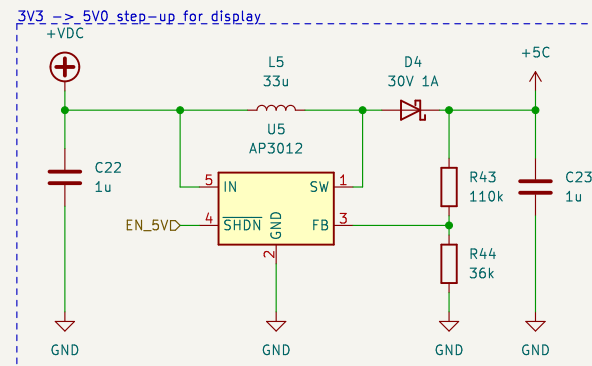 3V3 -> 5V0 step-up for display
+VDC
+5C
L5
33u
D4
30V 1A
U5
AP3012
C22
1u
5
IN
SW
1
R43
110k
C23
1u
EN_5V
4
SHDN
GND
FB
3
2
R44
36k
GND
GND
GND
GND